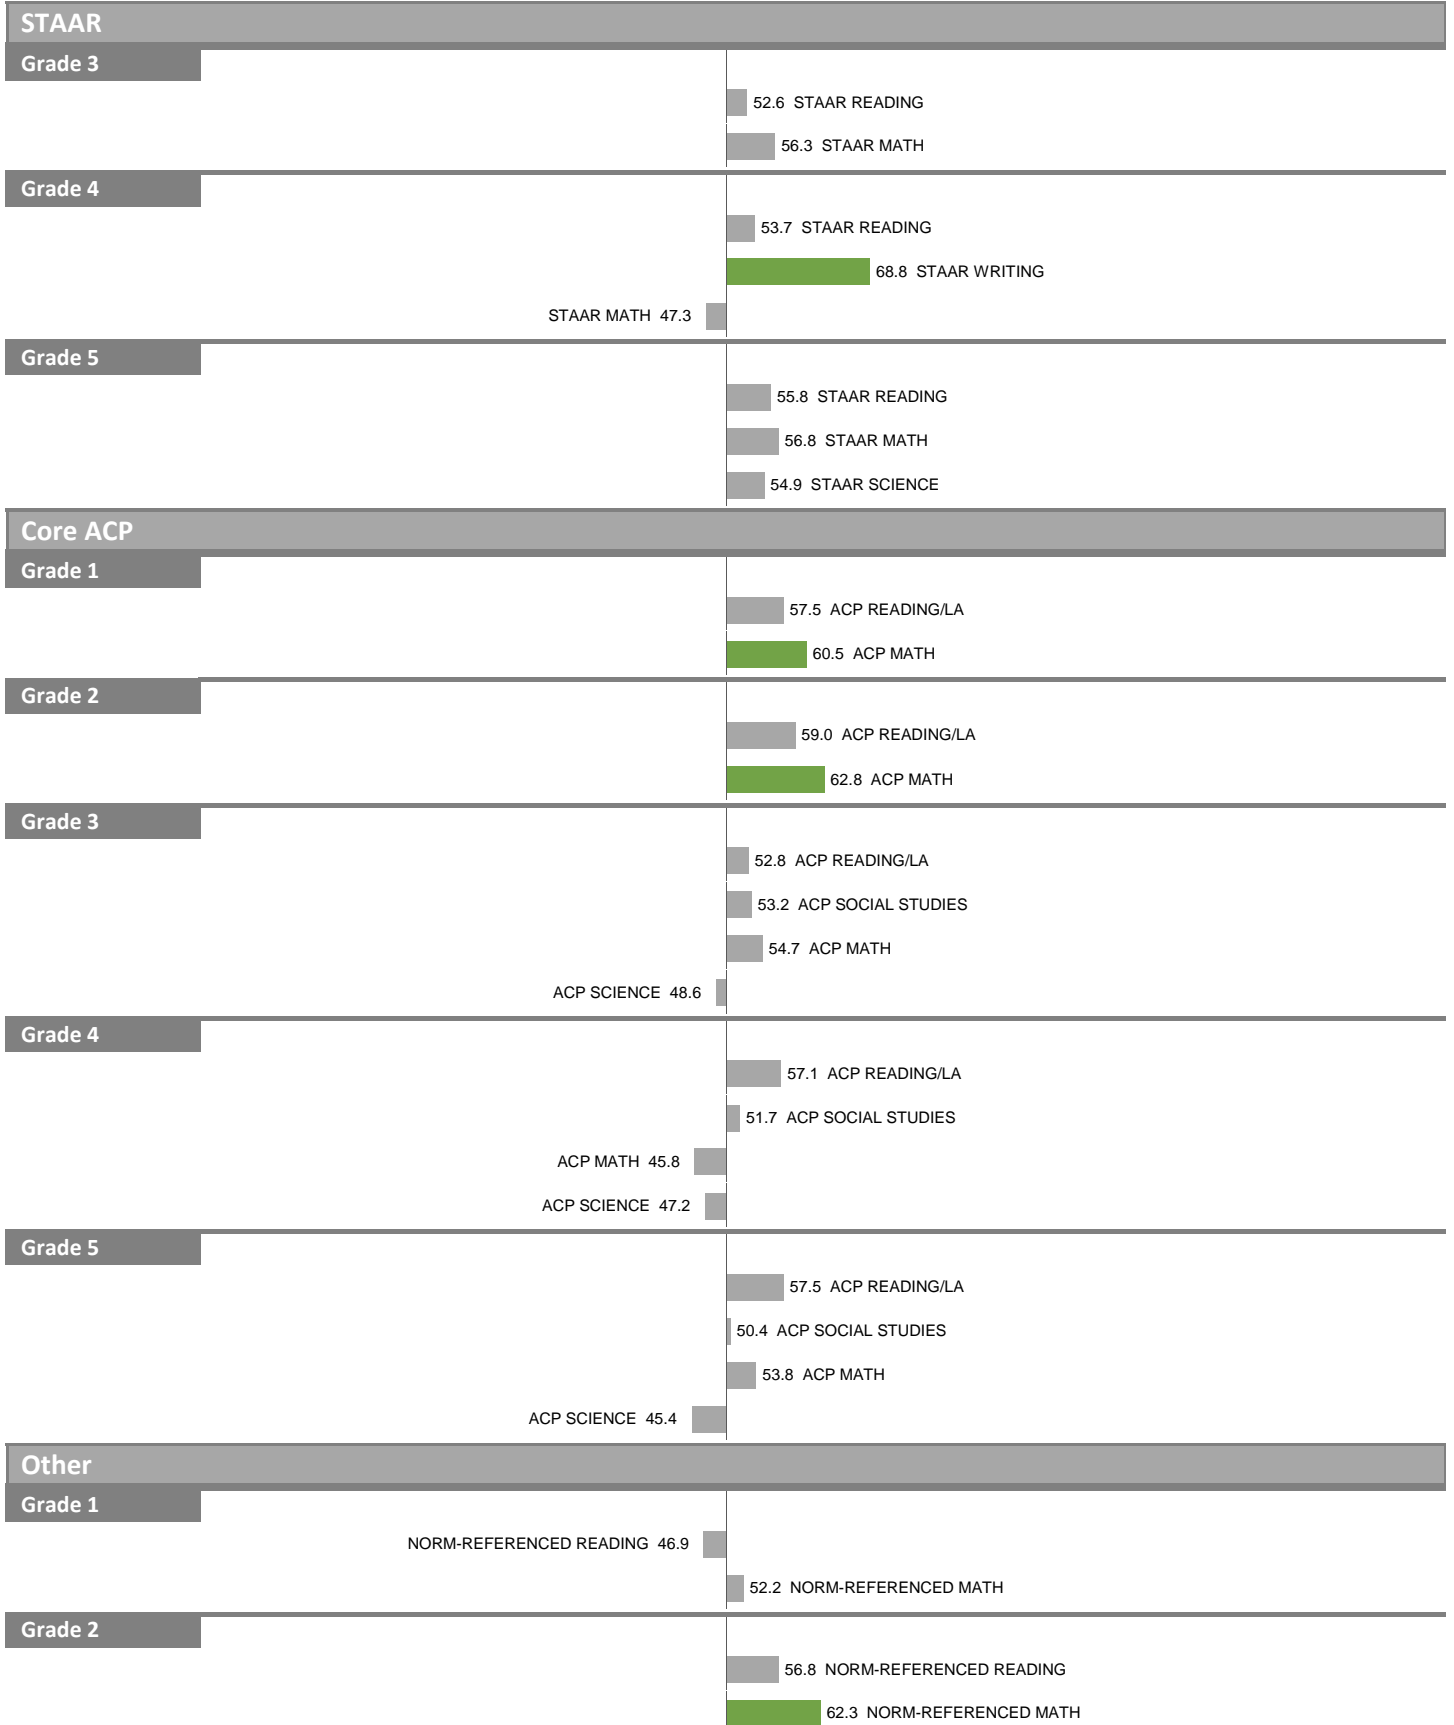 STAAR
Grade 3
52.6 STAAR READING
56.3 STAAR MATH
Grade 4
53.7 STAAR READING
68.8 STAAR WRITING
STAAR MATH 47.3
Grade 5
55.8 STAAR READING
56.8 STAAR MATH
54.9 STAAR SCIENCE
Core ACP
Grade 1
57.5 ACP READING/LA
60.5 ACP MATH
Grade 2
59.0 ACP READING/LA
62.8 ACP MATH
Grade 3
52.8 ACP READING/LA
53.2 ACP SOCIAL STUDIES
54.7 ACP MATH
ACP SCIENCE 48.6
Grade 4
57.1 ACP READING/LA
51.7 ACP SOCIAL STUDIES
ACP MATH 45.8
ACP SCIENCE 47.2
Grade 5
57.5 ACP READING/LA
50.4 ACP SOCIAL STUDIES
53.8 ACP MATH
ACP SCIENCE 45.4
Other
Grade 1
NORM-REFERENCED READING 46.9
52.2 NORM-REFERENCED MATH
Grade 2
56.8 NORM-REFERENCED READING
62.3 NORM-REFERENCED MATH